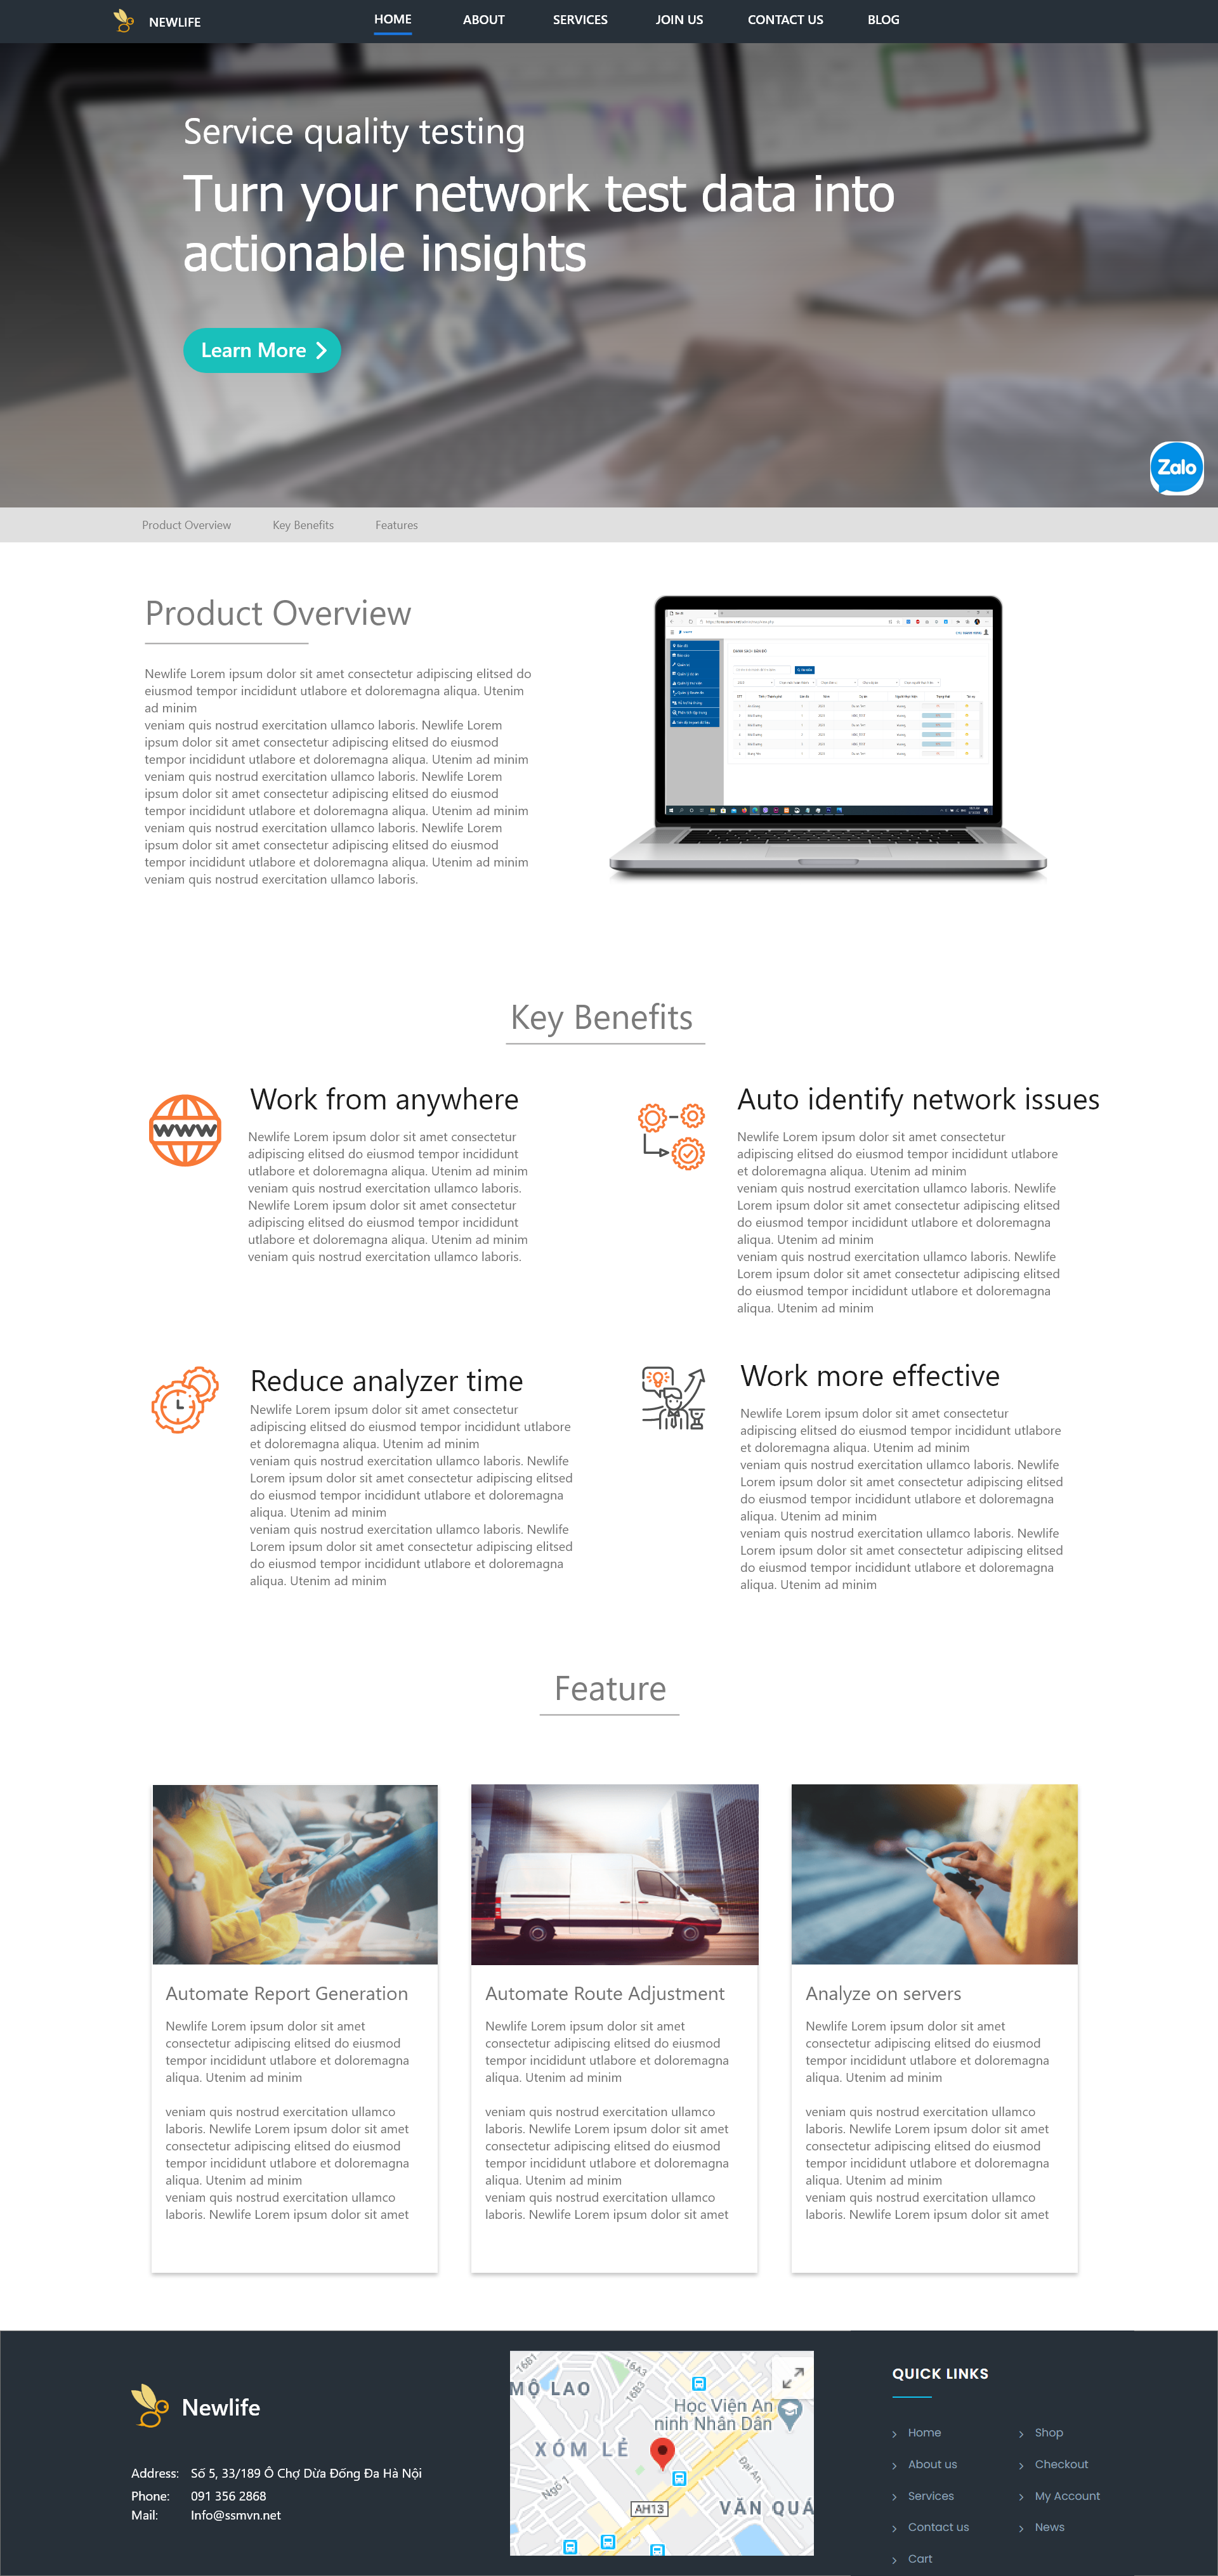 NEWLIFE
HOME
ABOUT
SERVICES
JOIN US
CONTACT US
BLOG
Service quality testing
Turn your network test data into
actionable insights
Learn More
Zalo
Product Overview
Key Benefits
Features
Product Overview
Newlife Lorem ipsum dolor sit amet consectetur adipiscing elitsed do
eiusmod tempor incididunt utlabore et doloremagna aliqua. Utenim
ad minim
veniam quis nostrud exercitation ullamco laboris. Newlife Lorem
ipsum dolor sit amet consectetur adipiscing elitsed do eiusmod
tempor incididunt utlabore et doloremagna aliqua. Utenim ad minim
veniam quis nostrud exercitation ullamco laboris. Newlife Lorem
ipsum dolor sit amet consectetur adipiscing elitsed do eiusmod
tempor incididunt utlabore et doloremagna aliqua. Utenim ad minim
veniam quis nostrud exercitation ullamco laboris. Newlife Lorem
ipsum dolor sit amet consectetur adipiscing elitsed do eiusmod
tempor incididunt utlabore et doloremagna aliqua. Utenim ad minim
veniam quis nostrud exercitation ullamco laboris.
Key Benefits
WWW
Work from anywhere
Newlife Lorem ipsum dolor sit amet consectetur
adipiscing elitsed do eiusmod tempor incididunt
utlabore et doloremagna aliqua. Utenim ad minim
veniam quis nostrud exercitation ullamco laboris.
Newlife Lorem ipsum dolor sit amet consectetur
adipiscing elitsed do eiusmod tempor incididunt
utlabore et doloremagna aliqua. Utenim ad minim
veniam quis nostrud exercitation ullamco laboris.
Auto identify network issues
Newlife Lorem ipsum dolor sit amet consectetur
adipiscing elitsed do eiusmod tempor incididunt utlabore
et doloremagna aliqua. Utenim ad minim
veniam quis nostrud exercitation ullamco laboris. Newlife
Lorem ipsum dolor sit amet consectetur adipiscing elitsed
do eiusmod tempor incididunt utlabore et doloremagna
aliqua. Utenim ad minim
veniam quis nostrud exercitation ullamco laboris. Newlife
Lorem ipsum dolor sit amet consectetur adipiscing elitsed
do eiusmod tempor incididunt utlabore et doloremagna
aliqua. Utenim ad minim
Reduce analyzer time
Newlife Lorem ipsum dolor sit amet consectetur
adipiscing elitsed do eiusmod tempor incididunt utlabore
et doloremagna aliqua. Utenim ad minim
veniam quis nostrud exercitation ullamco laboris. Newlife
Lorem ipsum dolor sit amet consectetur adipiscing elitsed
do eiusmod tempor incididunt utlabore et doloremagna
aliqua. Utenim ad minim
veniam quis nostrud exercitation ullamco laboris. Newlife
Lorem ipsum dolor sit amet consectetur adipiscing elitsed
do eiusmod tempor incididunt utlabore et doloremagna
aliqua. Utenim ad minim
Work more effective
Newlife Lorem ipsum dolor sit amet consectetur
adipiscing elitsed do eiusmod tempor incididunt utlabore
et doloremagna aliqua. Utenim ad minim
veniam quis nostrud exercitation ullamco laboris. Newlife
Lorem ipsum dolor sit amet consectetur adipiscing elitsed
do eiusmod tempor incididunt utlabore et doloremagna
aliqua. Utenim ad minim
veniam quis nostrud exercitation ullamco laboris. Newlife
Lorem ipsum dolor sit amet consectetur adipiscing elitsed
do eiusmod tempor incididunt utlabore et doloremagna
aliqua. Utenim ad minim
Feature
Automate Report Generation
Newlife Lorem ipsum dolor sit amet
consectetur adipiscing elitsed do eiusmod
tempor incididunt utlabore et doloremagna
aliqua. Utenim ad minim
veniam quis nostrud exercitation ullamco
laboris. Newlife Lorem ipsum dolor sit amet
consectetur adipiscing elitsed do eiusmod
tempor incididunt utlabore et doloremagna
aliqua. Utenim ad minim
veniam quis nostrud exercitation ullamco
laboris. Newlife Lorem ipsum dolor sit amet
Automate Route Adjustment
Newlife Lorem ipsum dolor sit amet
consectetur adipiscing elitsed do eiusmod
tempor incididunt utlabore et doloremagna
aliqua. Utenim ad minim
veniam quis nostrud exercitation ullamco
laboris. Newlife Lorem ipsum dolor sit amet
consectetur adipiscing elitsed do eiusmod
tempor incididunt utlabore et doloremagna
aliqua. Utenim ad minim
veniam quis nostrud exercitation ullamco
laboris. Newlife Lorem ipsum dolor sit amet
Analyze on servers
Newlife Lorem ipsum dolor sit amet
consectetur adipiscing elitsed do eiusmod
tempor incididunt utlabore et doloremagna
aliqua. Utenim ad minim
veniam quis nostrud exercitation ullamco
laboris. Newlife Lorem ipsum dolor sit amet
consectetur adipiscing elitsed do eiusmod
tempor incididunt utlabore et doloremagna
aliqua. Utenim ad minim
veniam quis nostrud exercitation ullamco
laboris. Newlife Lorem ipsum dolor sit amet
Newlife
Address: Số 5, 33/189 Ô Chợ Dừa Đống Đa Hà Nội
Phone: 091 356 2868
Mail: Info@ssmvn.net
16B1
16A3
16B3
MỘ LAO
Học Viện An
ninh Nhân Dân
XÓM LẺ
Ngõ 1
Đại An
AH13
VĂN QUÁ
QUICK LINKS
Home
About us
Services
Contact us
Cart
Shop
Checkout
My Account
News